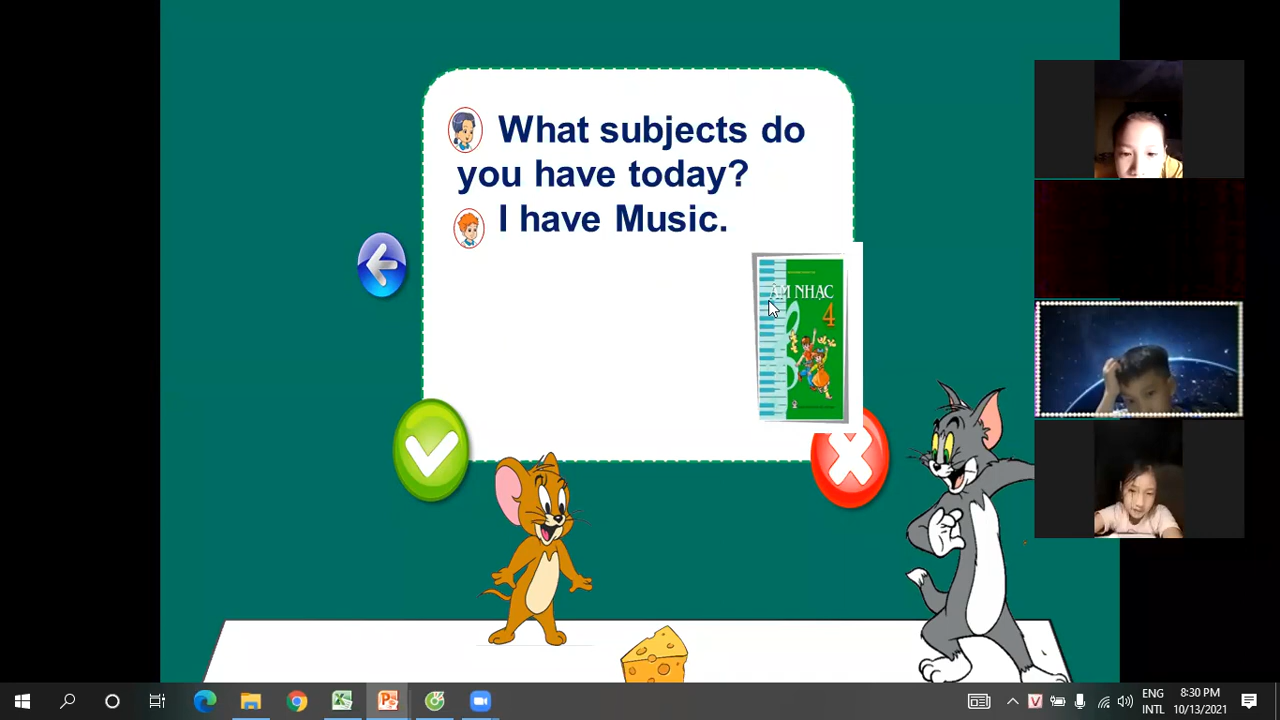 What subjects do
you have today?
I have Music.
ÂM NHẠC
4
ENG
INTL
8:30 PM
10/13/2021